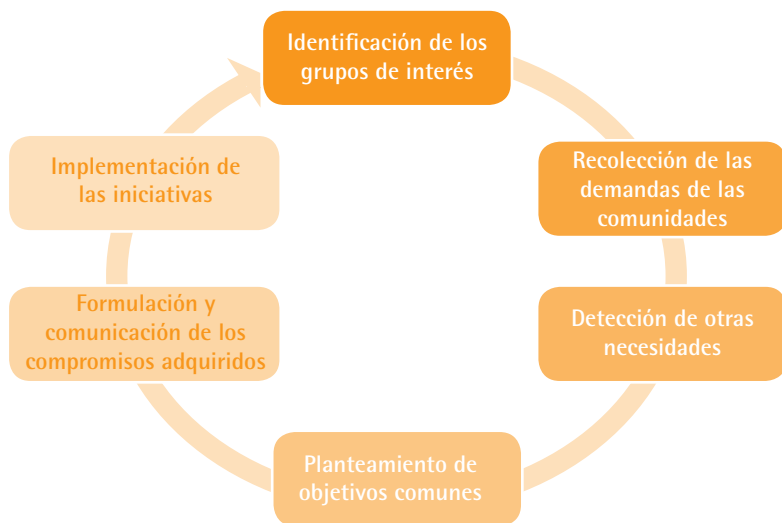 Identificación de los
grupos de interés
Recolección de las
demandas de las
comunidades
Detección de otras
necesidades
Planteamiento de
objetivos comunes
Formulación y
comunicación de los
compromisos adquiridos
Implementación de
las iniciativas